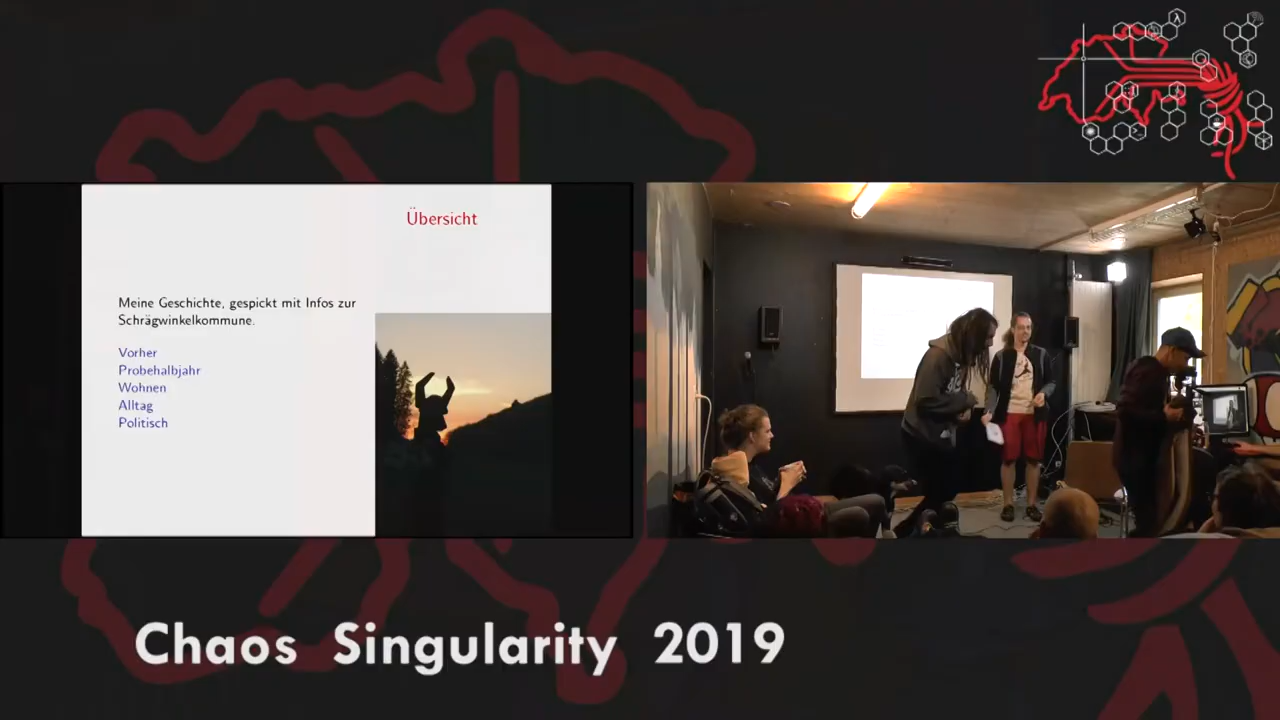 Übersicht
Meine Geschichte, gespickt mit Infos zur
Schrägwinkelkommune.
Vorher
Probehalbjahr
Wohnen
Alltag
Politisch
Chaos Singularity 2019